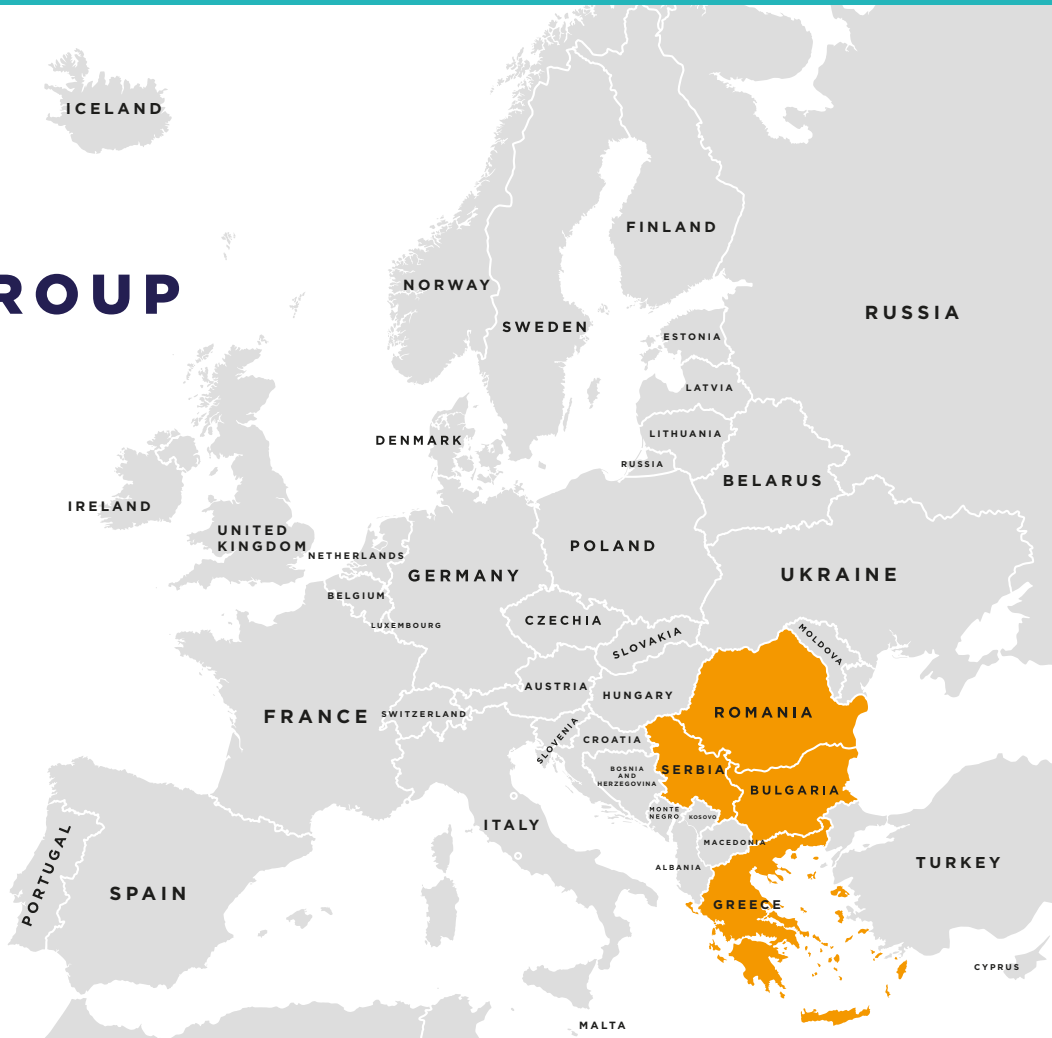 ICELAND
FINLAND
ROUP
NORWAY
RUSSIA
SWEDEN
ESTONIA
LATVIA
LITHUANIA
DENMARK
RUSSIA
BELARUS
IRELAND
UNITED
KINGDOM
NETHERLANDS
POLAND
GERMANY
UKRAINE
BELGIUM
LUXEMBOURG
CZECHIA
SLOVAKIA
MOLDOVA
AUSTRIA
HUNGARY
FRANCE
SWITZERLAND
ROMANIA
SLOVENIA
CROATIA
BOSNIA
AND
HERZEGOVINA
SERBIA
BULGARIA
MONTE
NEGRO
KOSOVO
ITALY
MACEDONIA
ALBANIA
TURKEY
PORTUGAL
SPAIN
GREECE
CYPRUS
MALTA